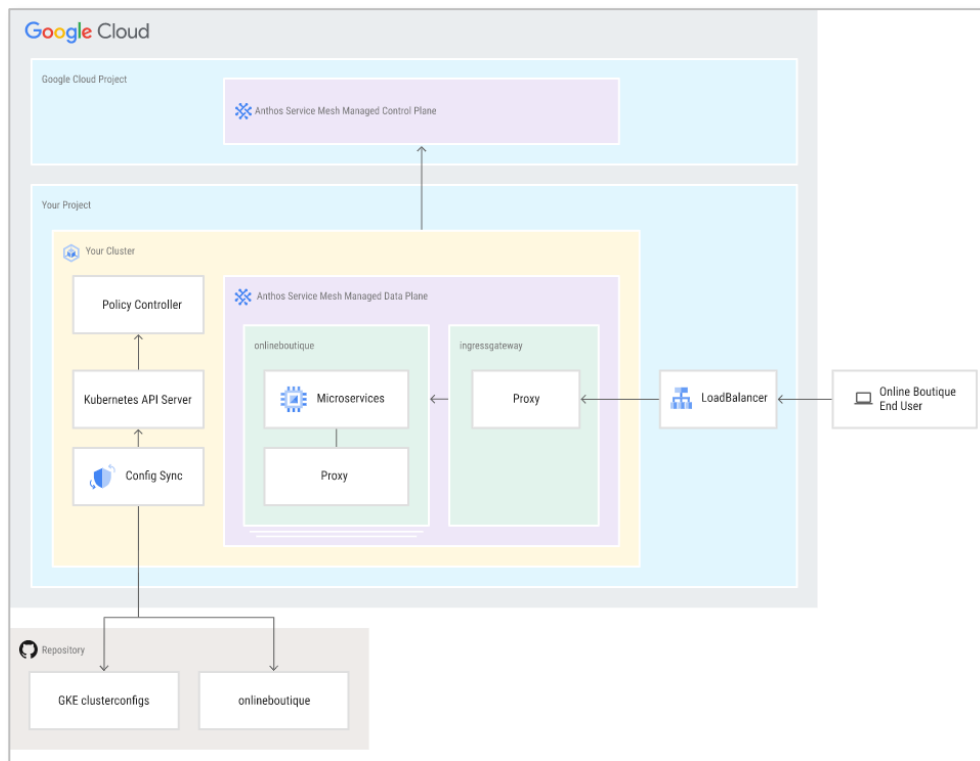 Google Cloud
Google Cloud Project
Anthos Service Mesh Managed Control Plane
Your Project
Your Cluster
Policy Controller
Anthos Service Mesh Managed Data Plane
onlineboutique
ingressgateway
Kubernetes API Server
Microservices
Proxy
LoadBalancer
Online Boutique
End User
Config Sync
Proxy
Repository
GKE clusterconfigs
onlineboutique